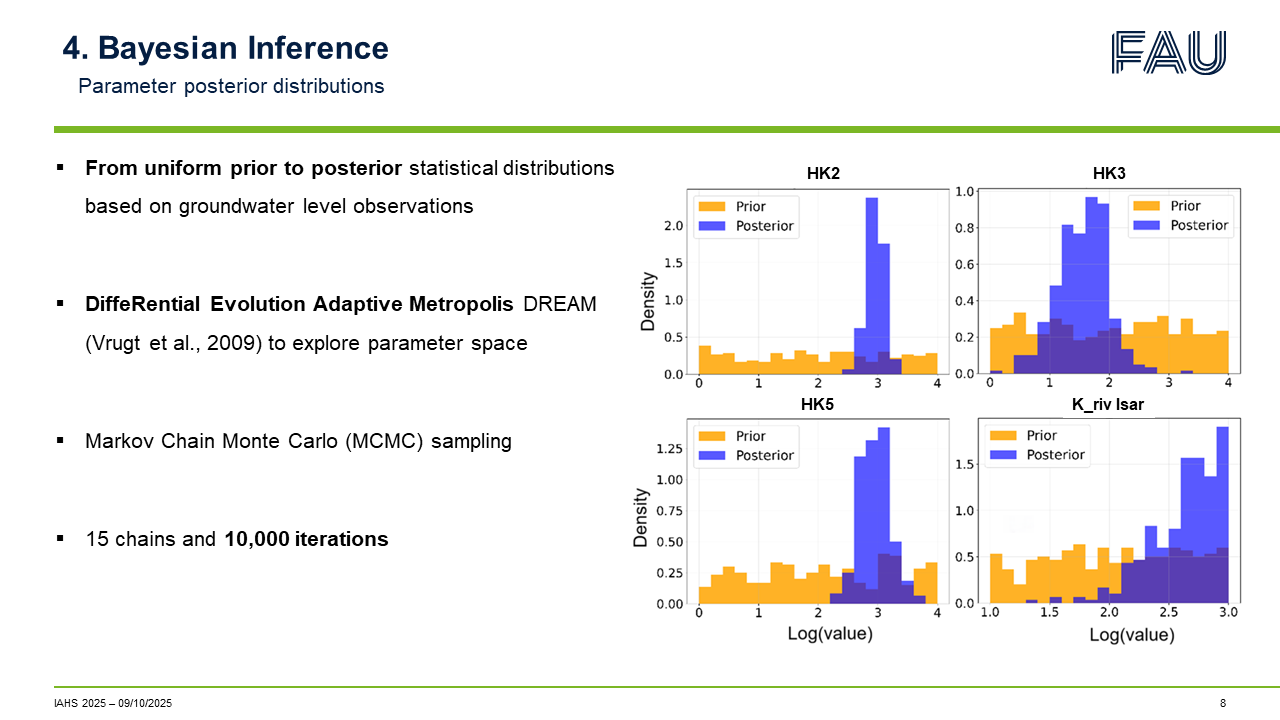 4. Bayesian Inference
Parameter posterior distributions
FAU
▪ From uniform prior to posterior statistical distributions
based on groundwater level observations
▪ DiffeRential Evolution Adaptive Metropolis DREAM
(Vrugt et al., 2009) to explore parameter space
▪ Markov Chain Monte Carlo (MCMC) sampling
▪ 15 chains and 10,000 iterations
HK2
Prior
Posterior
Density
2.0
1.5
1.0
0.5
0.0
0 1 2 3 4
HK3
Prior
Posterior
1.0
0.8
0.6
0.4
0.2
0.0
0 1 2 3 4
HK5
Prior
Posterior
Density
1.25
1.00
0.75
0.50
0.25
0.00
0 1 2 3 4
Log(value)
K_riv Isar
Prior
Posterior
1.5
1.0
0.5
0.0
1.0 1.5 2.0 2.5 3.0
Log(value)
IAHS 2025 – 09/10/2025
8